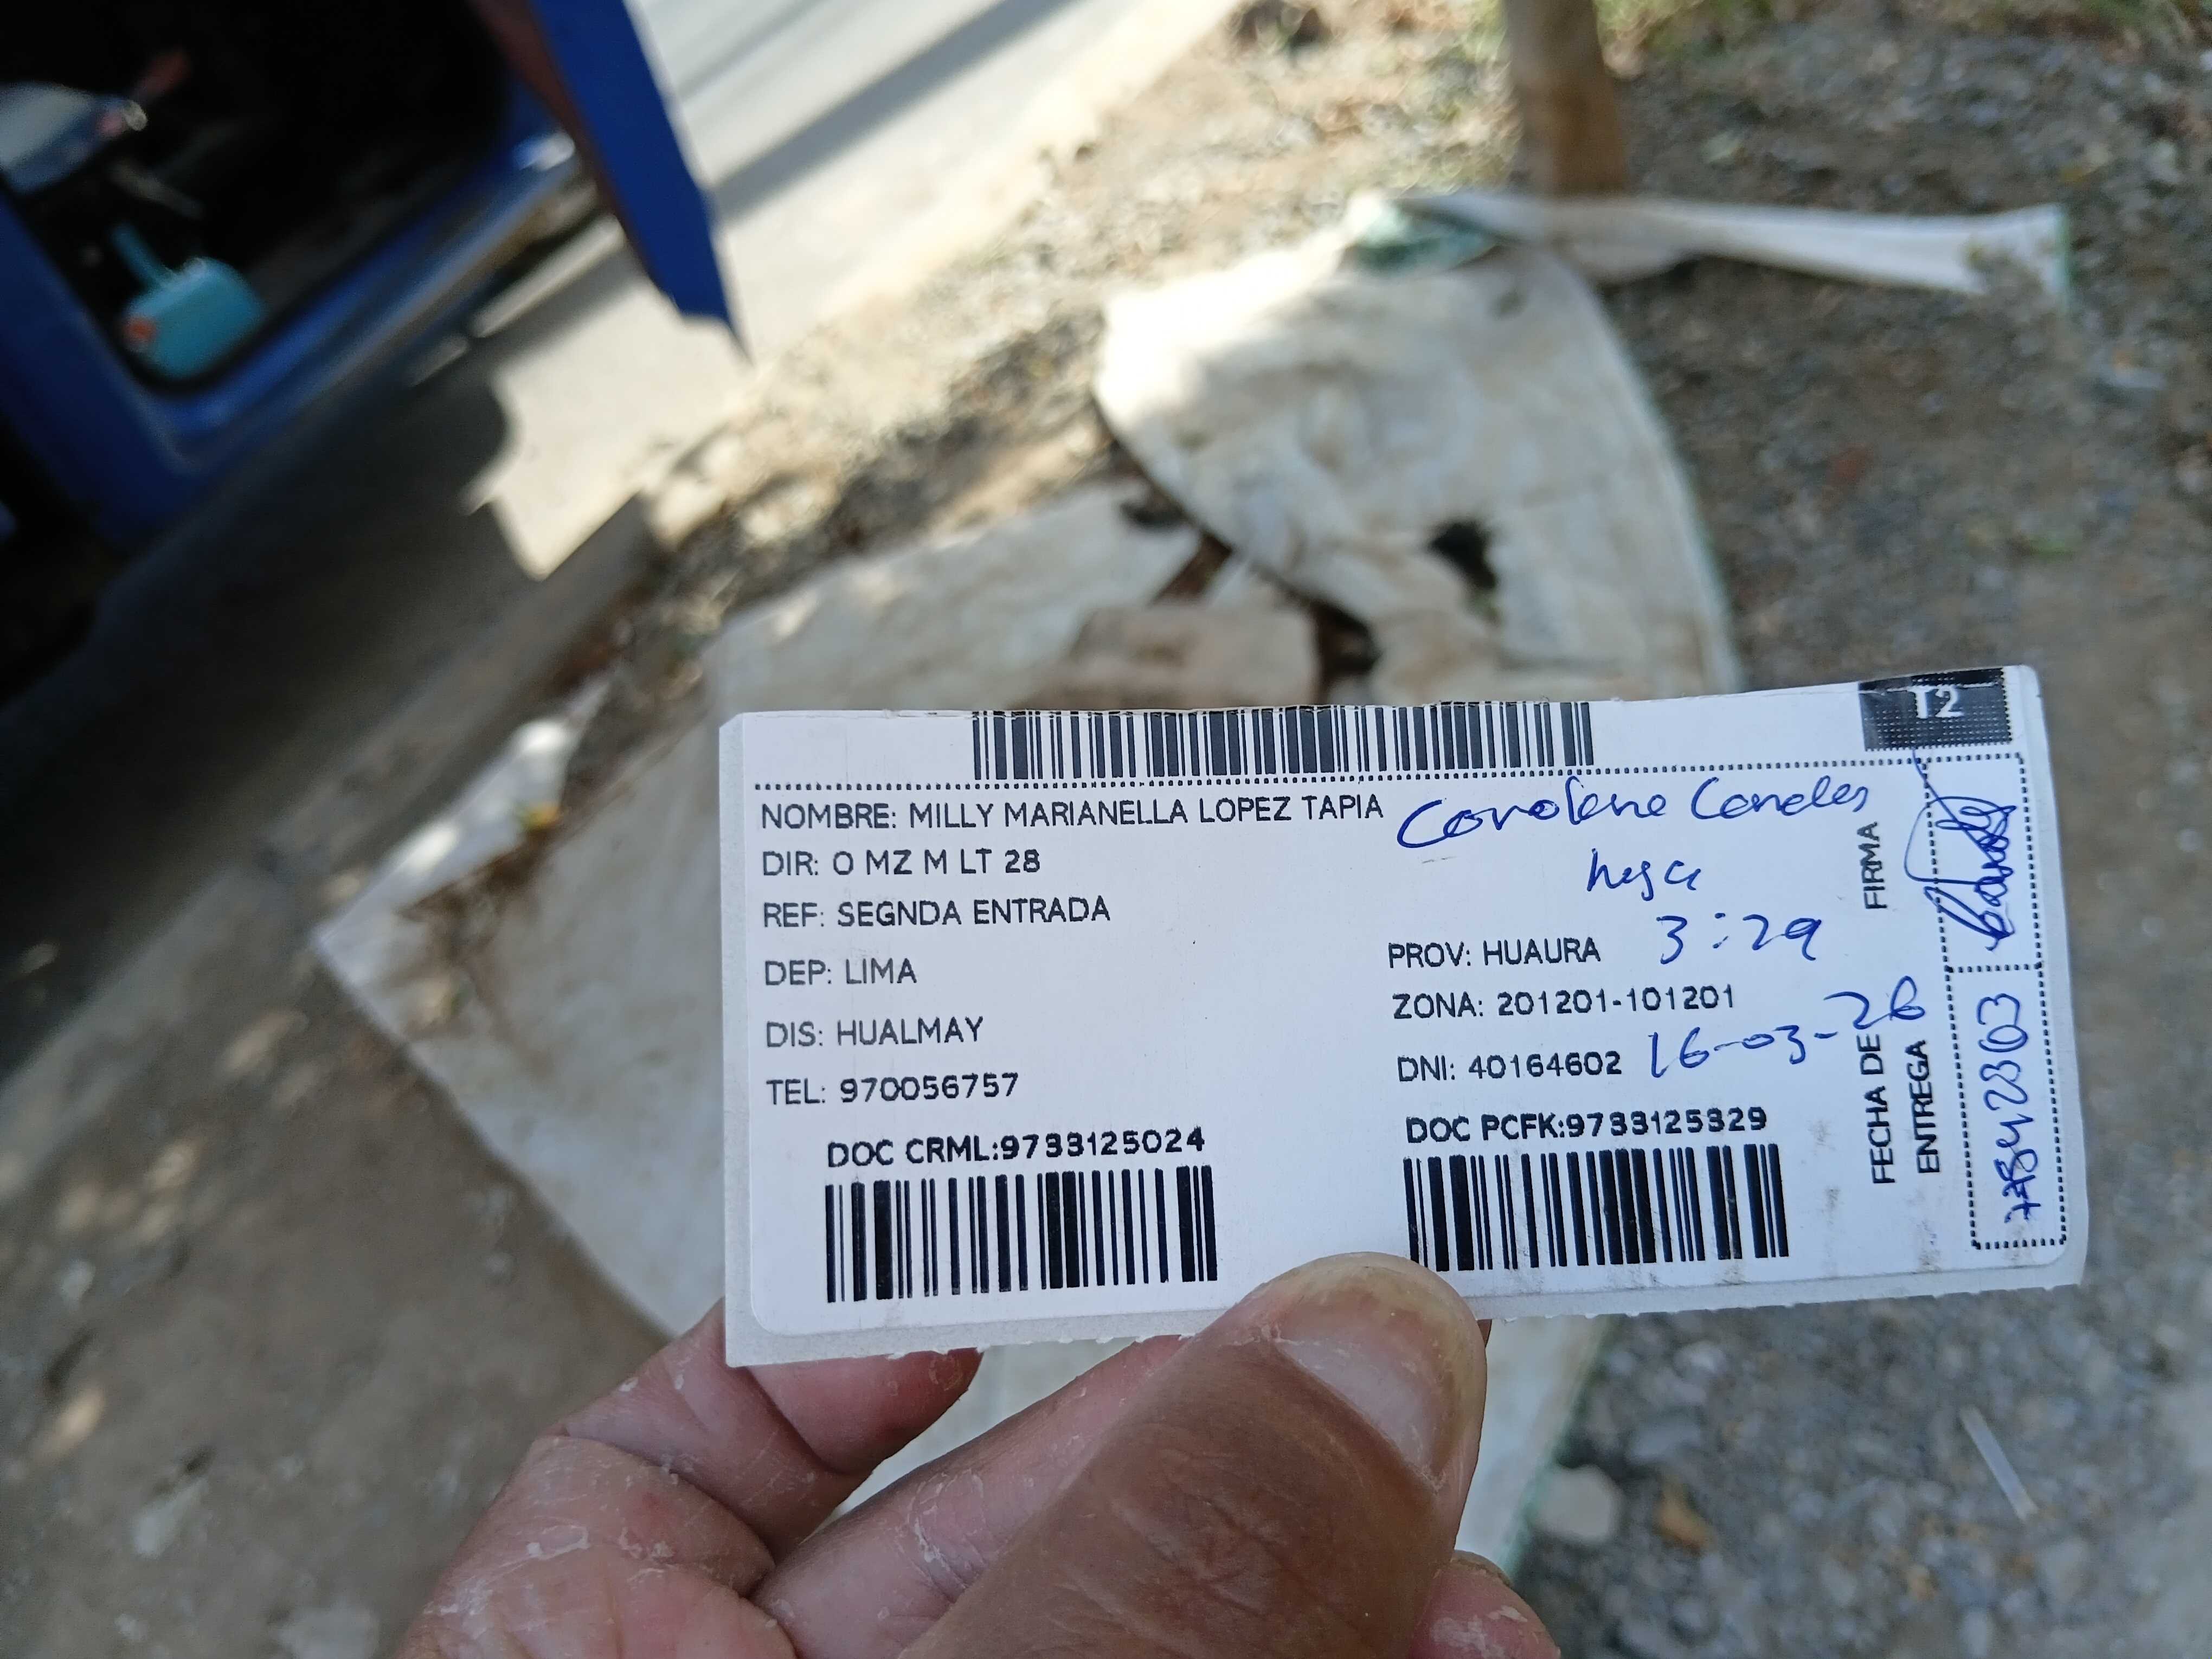 T2
NOMBRE: MILLY MARIANELLA LOPEZ TAPIA
DIR: O MZ M LT 28
REF: SEGNDA ENTRADA
DEP: LIMA
PROV: HUAURA
3:29
ZONA: 201201-101201
DIS: HUALMAY
DNI: 40164602
16-03-26
TEL: 970056757
DOC CRML:9733125024
DOC PCFK:9733125329
FIRMA
FECHA DE
ENTREGA